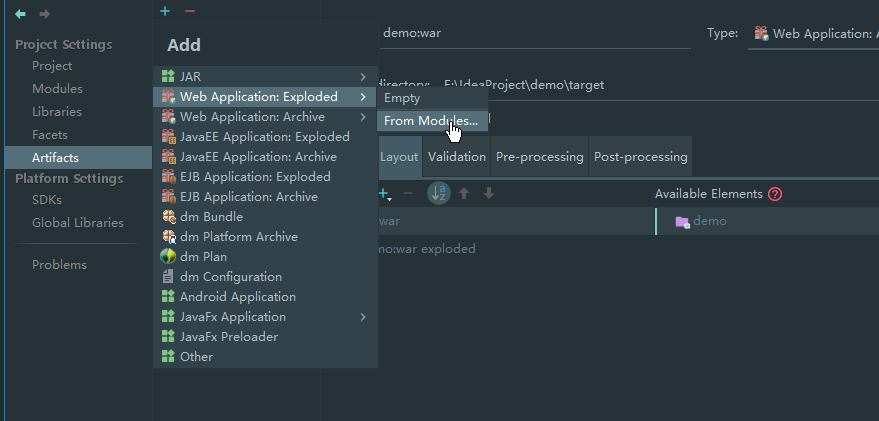 Project Settings
Project
Modules
Libraries
Facets
Artifacts
Platform Settings
SDKs
Global Libraries
Problems
Add
JAR
Web Application: Exploded
Web Application: Archive
JavaEE Application: Exploded
JavaEE Application: Archive
EJB Application: Exploded
EJB Application: Archive
dm Bundle
dm Platform Archive
dm Plan
dm Configuration
Android Application
JavaFx Application
JavaFx Preloader
Other
Empty
From Modules...
demo:war
Type: Web Application:
directory: F:\IdeaProject\demo\target
Layout Validation Pre-processing Post-processing
Available Elements
war
demo
mo:war exploded